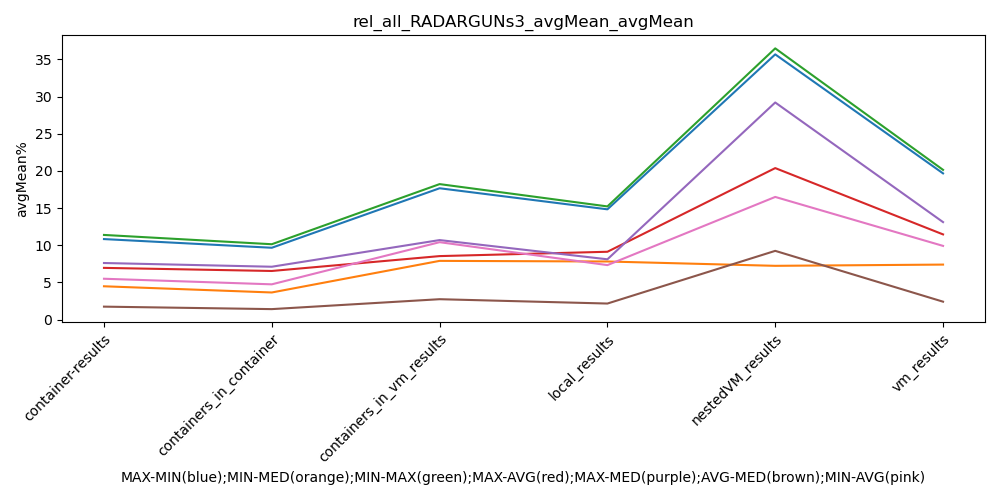 rel_all_RADARGUNs3_avgMean_avgMean
avgMean%
35
30
25
20
15
10
5
0
container-results
containers_in_container
containers_in_vm_results
local_results
nestedVM_results
vm_results
MAX-MIN(blue);MIN-MED(orange);MIN-MAX(green);MAX-AVG(red);MAX-MED(purple);AVG-MED(brown);MIN-AVG(pink)